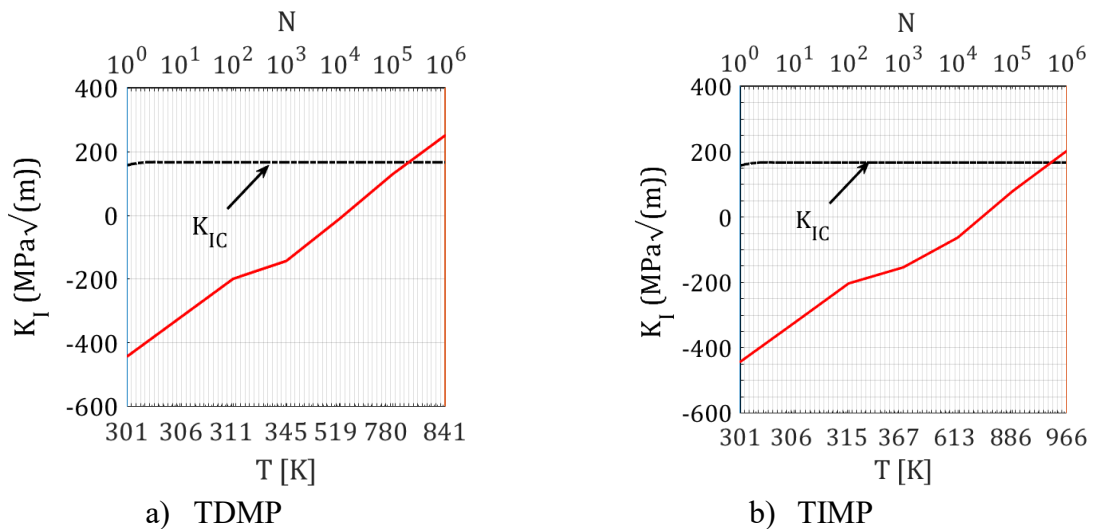 N
10^0 10^1 10^2 10^3 10^4 10^5 10^6
400
200
0
-200
-400
-600
K_I (MPa√(m))
K_IC
301 306 311 345 519 780 841
T [K]
a) TDMP
N
10^0 10^1 10^2 10^3 10^4 10^5 10^6
400
200
0
-200
-400
-600
K_I (MPa√(m))
K_IC
301 306 315 367 613 886 966
T [K]
b) TIMP